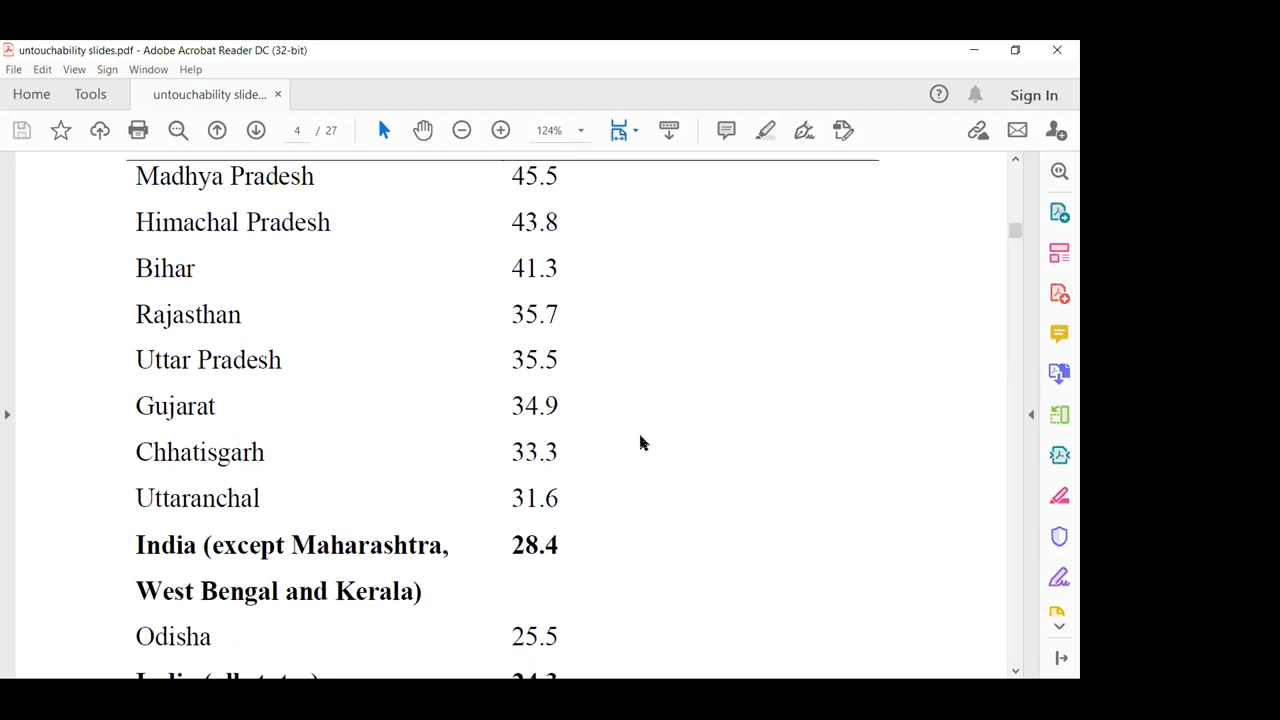 untouchability slides.pdf - Adobe Acrobat Reader DC (32-bit)
File Edit View Sign Window Help
Home Tools untouchability slide... × Sign In
4 / 27 124%
Madhya Pradesh 45.5
Himachal Pradesh 43.8
Bihar 41.3
Rajasthan 35.7
Uttar Pradesh 35.5
Gujarat 34.9
Chhatisgarh 33.3
Uttaranchal 31.6
India (except Maharashtra, 28.4
West Bengal and Kerala)
Odisha 25.5